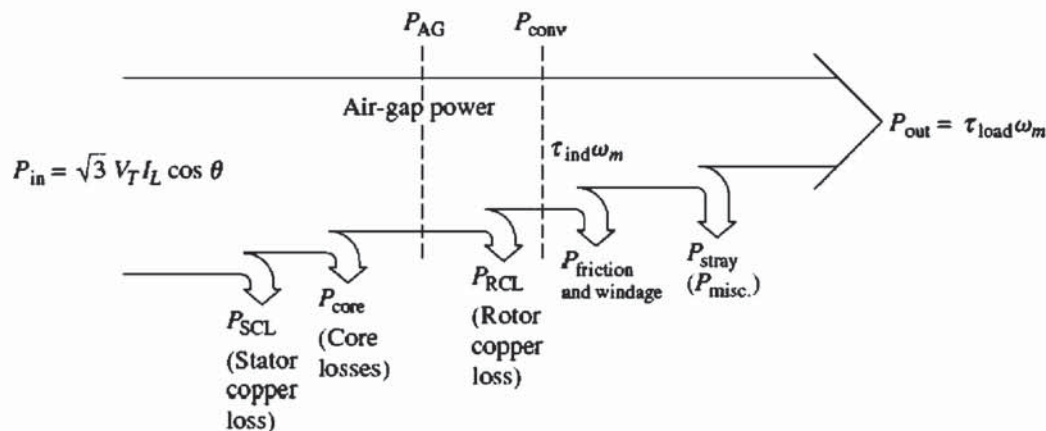 P_AG
P_conv
Air-gap power
P_out = τ_load ω_m
τ_ind ω_m
P_in = √3 V_T I_L cos θ
P_SCL
(Stator
copper
loss)
P_core
(Core
losses)
P_RCL
(Rotor
copper
loss)
P_friction
and windage
P_stray
(P_misc.)